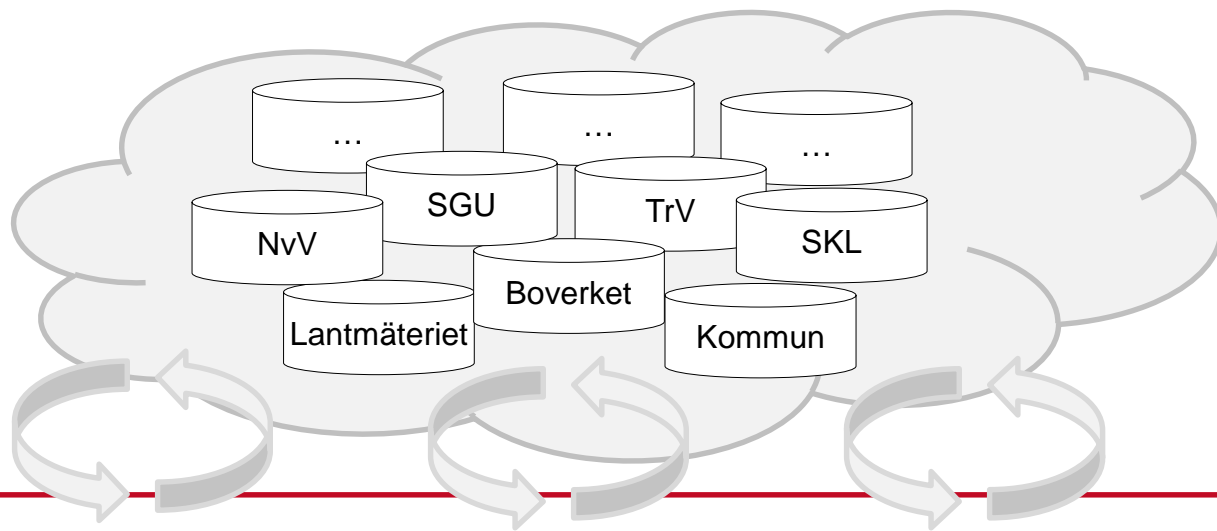 …
…
…
SGU
TrV
NvV
SKL
Boverket
Lantmäteriet
Kommun